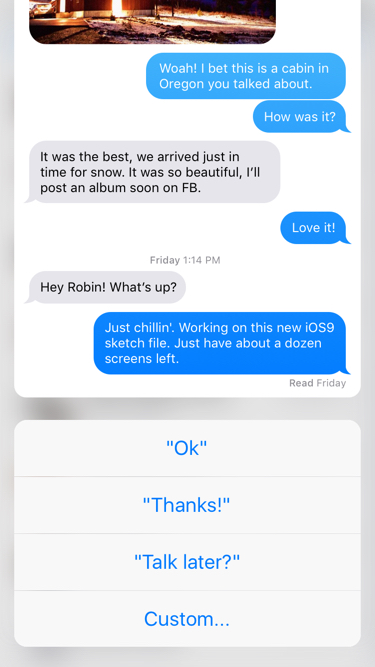 Woah! I bet this is a cabin in
Oregon you talked about.
How was it?
It was the best, we arrived just in
time for snow. It was so beautiful, I’ll
post an album soon on FB.
Love it!
Friday 1:14 PM
Hey Robin! What’s up?
Just chillin'. Working on this new iOS9
sketch file. Just have about a dozen
screens left.
Read Friday
"Ok"
"Thanks!"
"Talk later?"
Custom...